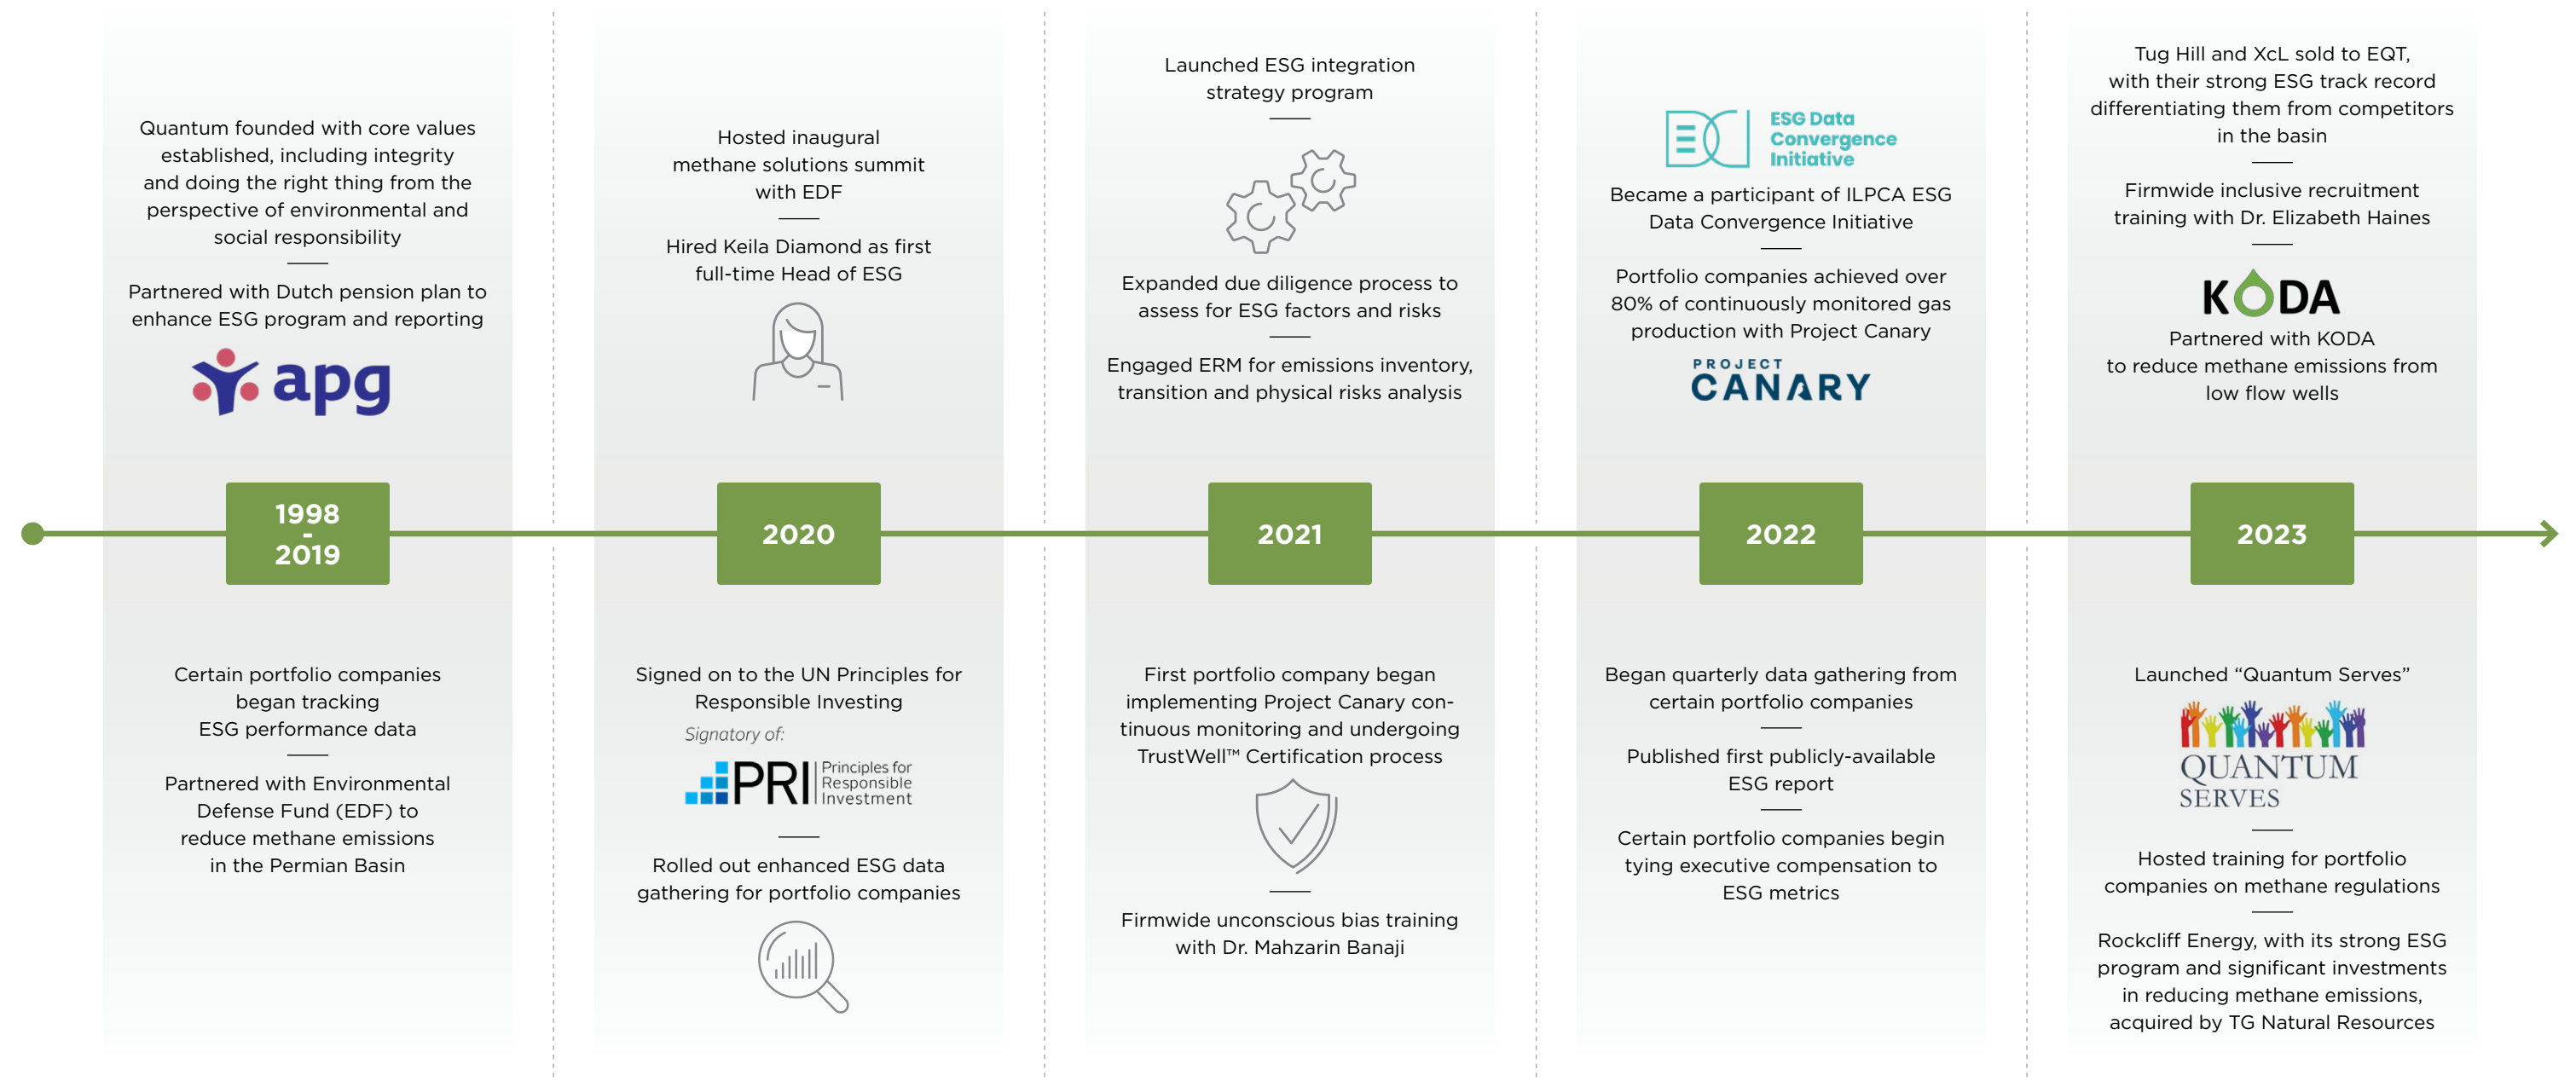 Quantum founded with core values
established, including integrity
and doing the right thing from the
perspective of environmental and
social responsibility
Partnered with Dutch pension plan to
enhance ESG program and reporting
apg
1998
-
2019
Certain portfolio companies
began tracking
ESG performance data
Partnered with Environmental
Defense Fund (EDF) to
reduce methane emissions
in the Permian Basin
Hosted inaugural
methane solutions summit
with EDF
Hired Keila Diamond as first
full-time Head of ESG
2020
Signed on to the UN Principles for
Responsible Investing
Signatory of:
PRI
Principles for
Responsible
Investment
Rolled out enhanced ESG data
gathering for portfolio companies
Launched ESG integration
strategy program
Expanded due diligence process to
assess for ESG factors and risks
Engaged ERM for emissions inventory,
transition and physical risks analysis
2021
First portfolio company began
implementing Project Canary con-
tinuous monitoring and undergoing
TrustWell™ Certification process
Firmwide unconscious bias training
with Dr. Mahzarin Banaji
ESG Data
Convergence
Initiative
Became a participant of ILPCA ESG
Data Convergence Initiative
Portfolio companies achieved over
80% of continuously monitored gas
production with Project Canary
PROJECT
CANARY
2022
Began quarterly data gathering from
certain portfolio companies
Published first publicly-available
ESG report
Certain portfolio companies begin
tying executive compensation to
ESG metrics
Tug Hill and XcL sold to EQT,
with their strong ESG track record
differentiating them from competitors
in the basin
Firmwide inclusive recruitment
training with Dr. Elizabeth Haines
KODA
Partnered with KODA
to reduce methane emissions from
low flow wells
2023
Launched “Quantum Serves”
QUANTUM
SERVES
Hosted training for portfolio
companies on methane regulations
Rockcliff Energy, with its strong ESG
program and significant investments
in reducing methane emissions,
acquired by TG Natural Resources